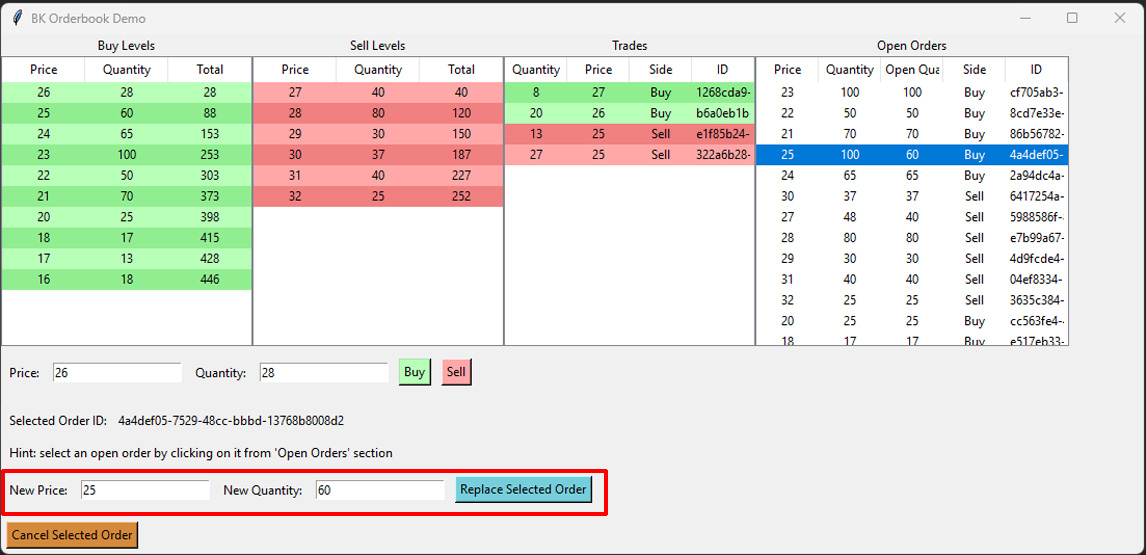 BK Orderbook Demo
Buy Levels Sell Levels Trades Open Orders
Price Quantity Total Price Quantity Total Quantity Price Side ID Price Quantity Open Qua Side ID
26 28 28 27 40 40 8 27 Buy 1268cda9- 23 100 100 Buy cf705ab3-
25 60 88 28 80 120 20 26 Buy b6a0eb1b 22 50 50 Buy 8cd7e33e-
24 65 153 29 30 150 13 25 Sell e1f85b24- 21 70 70 Buy 86b56782-
23 100 253 30 37 187 27 25 Sell 322a6b28- 25 100 60 Buy 4a4def05-
22 50 303 31 40 227 24 65 65 Buy 2a94dc4a-
21 70 373 32 25 252 30 37 37 Sell 6417254a-
20 25 398 27 48 40 Sell 5988586f-
18 17 415 28 80 80 Sell e7b99a67-
17 13 428 29 30 30 Sell 4d9fcde4-
16 18 446 31 40 40 Sell 04ef8334-
32 25 25 Sell 3635c384-
20 25 25 Buy cc563fe4-
18 17 17 Buy e517eb33-
Price: 26 Quantity: 28 Buy Sell
Selected Order ID: 4a4def05-7529-48cc-bbbd-13768b8008d2
Hint: select an open order by clicking on it from 'Open Orders' section
New Price: 25 New Quantity: 60 Replace Selected Order
Cancel Selected Order